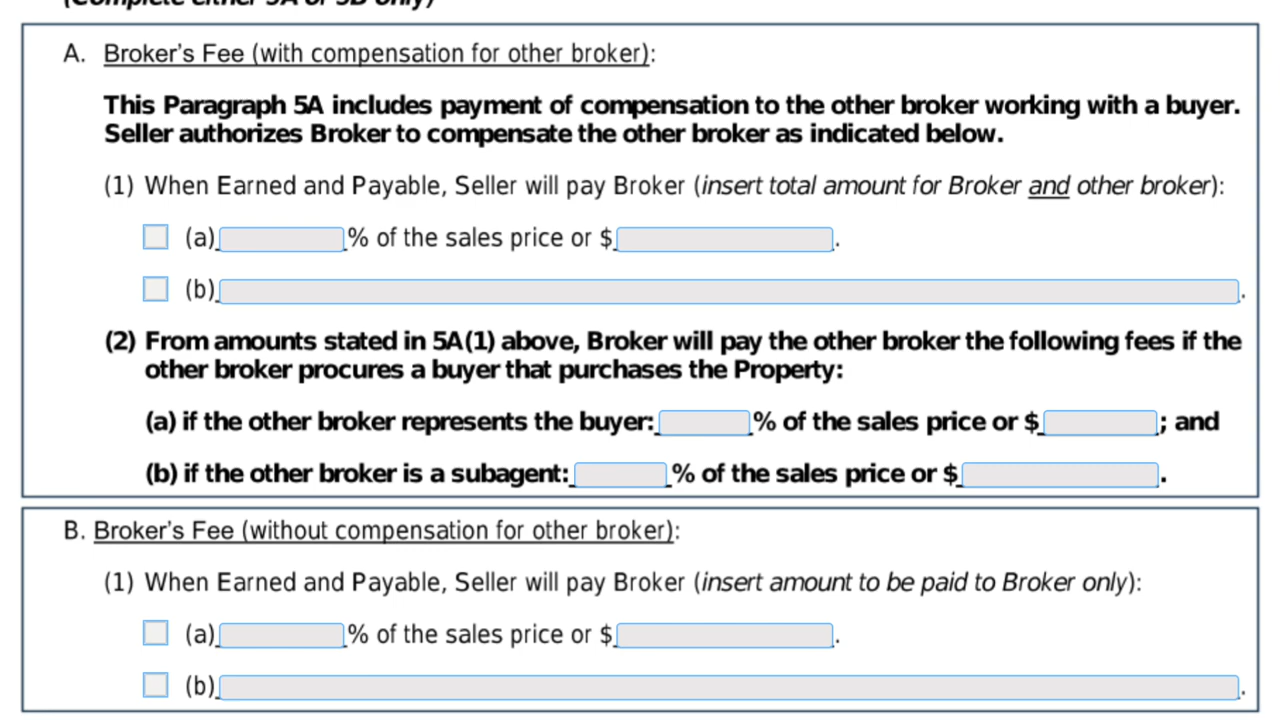 (Complete either 5A or 5B only)
A. Broker's Fee (with compensation for other broker):
This Paragraph 5A includes payment of compensation to the other broker working with a buyer.
Seller authorizes Broker to compensate the other broker as indicated below.
(1) When Earned and Payable, Seller will pay Broker (insert total amount for Broker and other broker):
(a) % of the sales price or $ .
(b) .
(2) From amounts stated in 5A(1) above, Broker will pay the other broker the following fees if the
other broker procures a buyer that purchases the Property:
(a) if the other broker represents the buyer: % of the sales price or $ ; and
(b) if the other broker is a subagent: % of the sales price or $ .
B. Broker's Fee (without compensation for other broker):
(1) When Earned and Payable, Seller will pay Broker (insert amount to be paid to Broker only):
(a) % of the sales price or $ .
(b) .